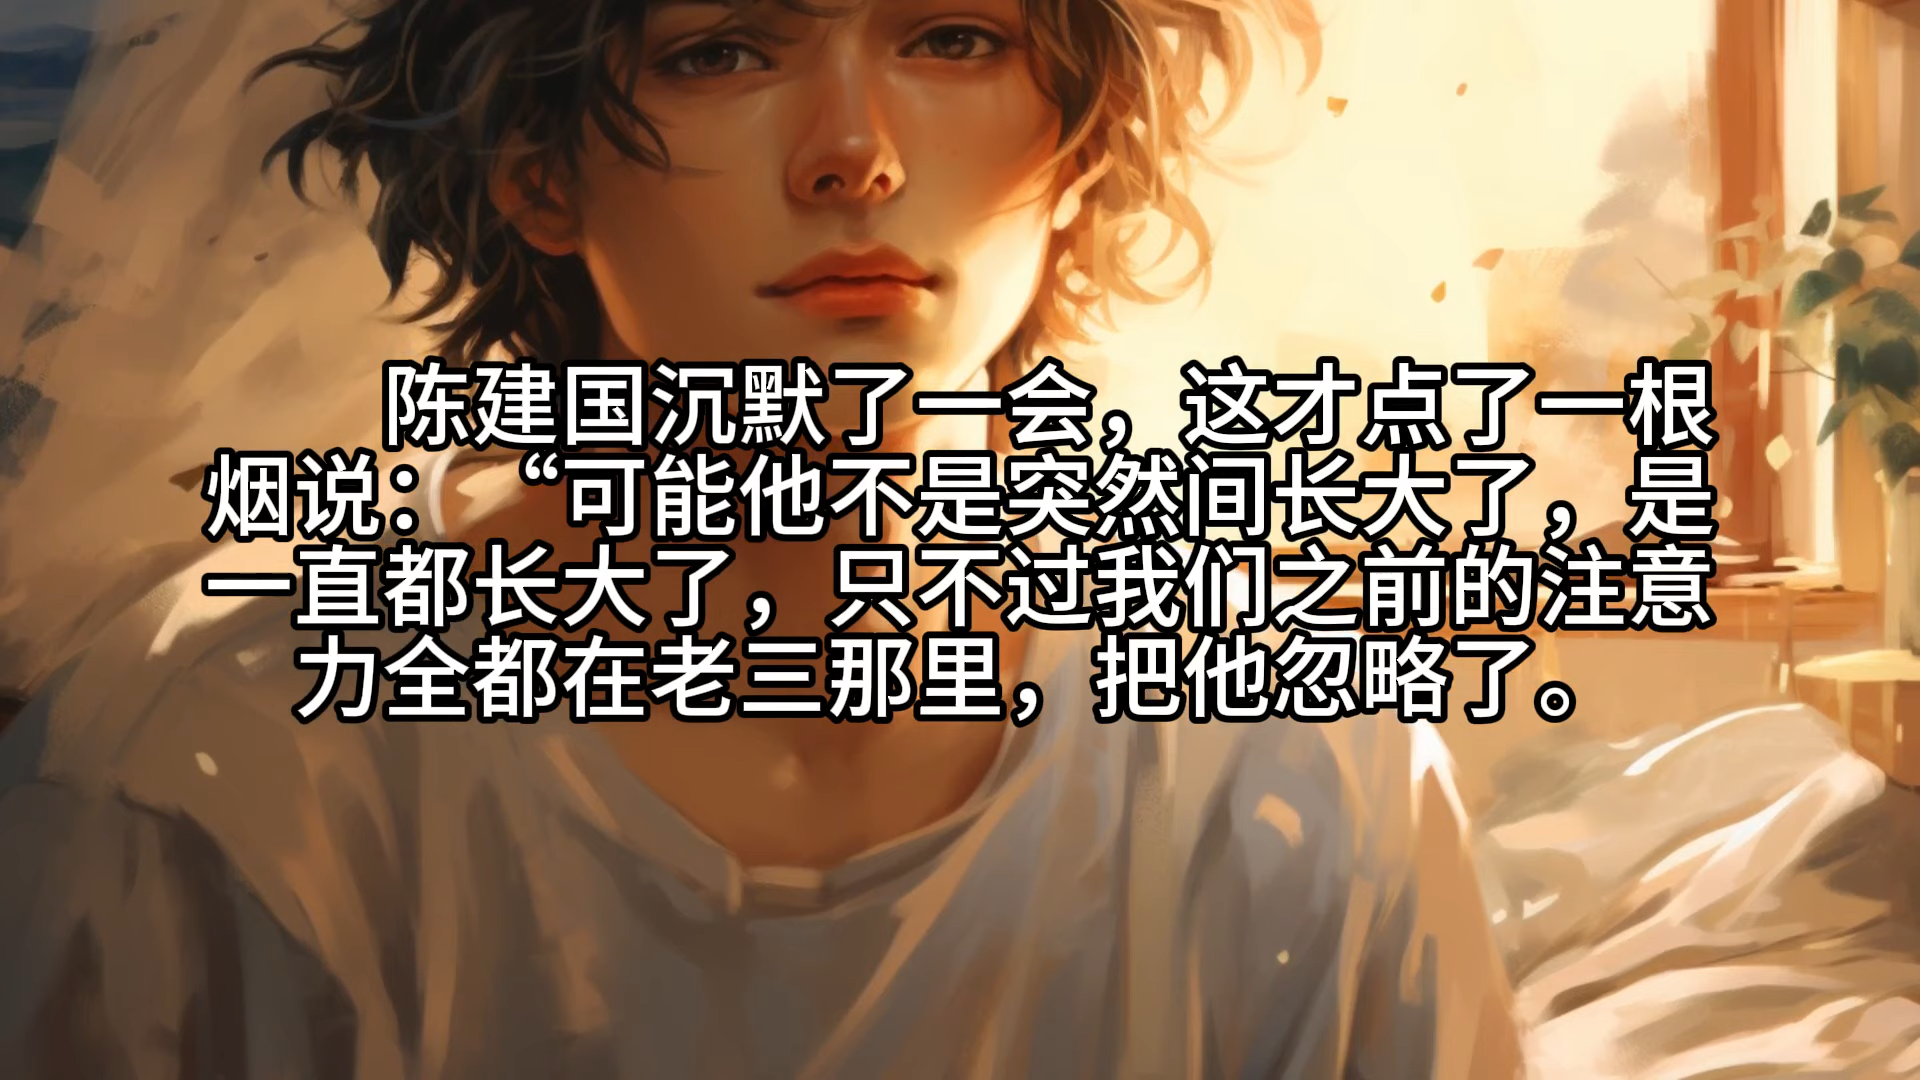 陈建国沉默了一会，这才点了一根
烟说：“可能他不是突然间长大了，是
一直都长大了，只不过我们之前的注意
力全都在老三那里，把他忽略了。